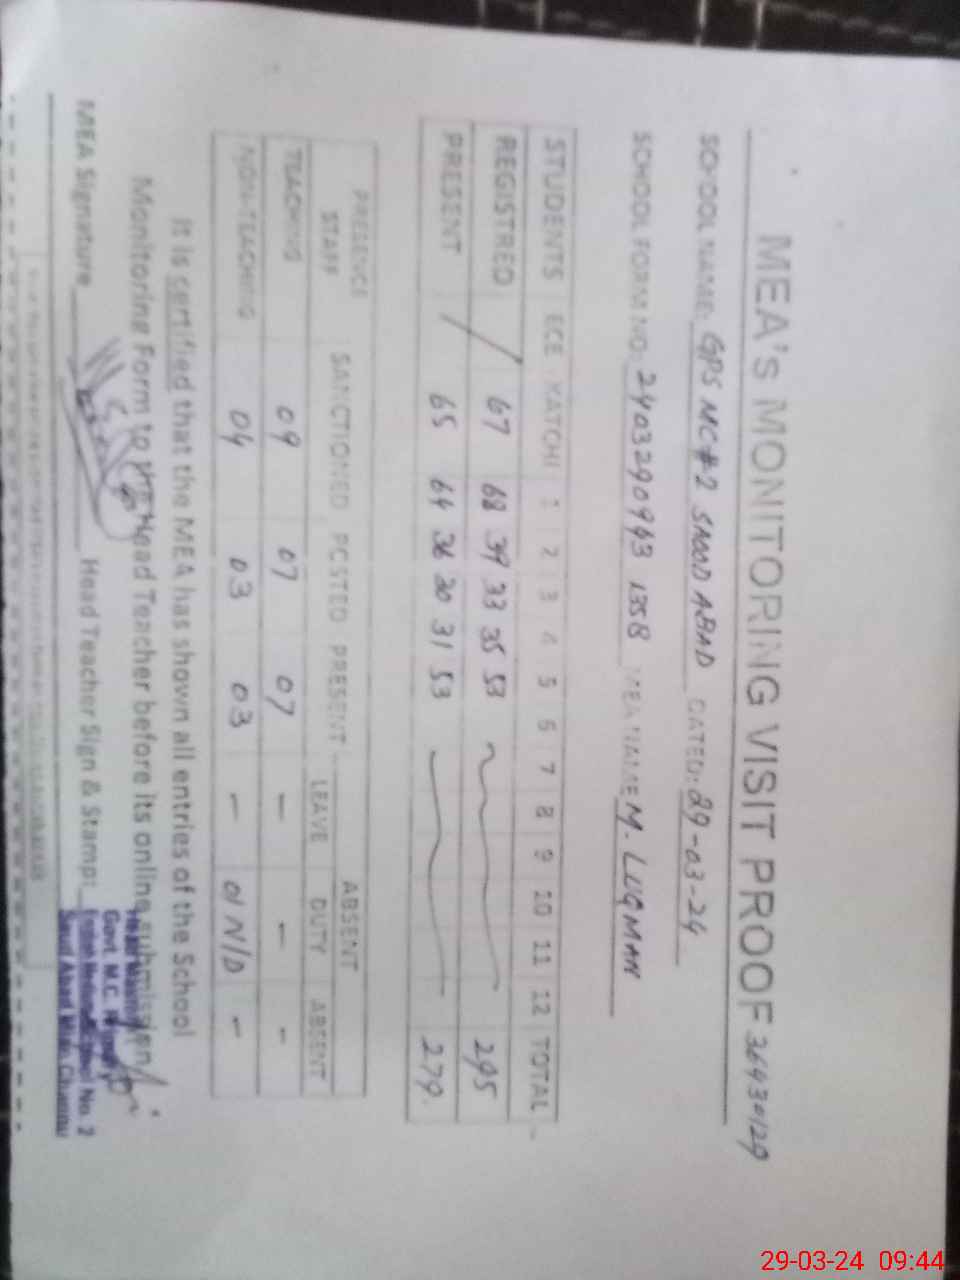 MEA'S MONITORING VISIT PROOF 36430129
SCHOOL NAME: GPS MC#2 SAOOD ABAD DATED: 29-03-24
SCHOOL FORM NO: 1358 MEA NAME M. LUQMAN
STUDENTS ECE KATCHI 1 2 3 4 5 6 7 8 9 10 11 12 TOTAL
REGISTRED / 67 68 39 33 35 53 295
PRESENT 65 64 36 30 31 53 279
PRESENCE ABSENT
STAFF SANCTIONED POSTED PRESENT LEAVE DUTY ABSENT
TEACHING 09 07 07 - - -
NON-TEACHING 04 03 03 - 01 N/D -
It is certified that the MEA has shown all entries of the School
Monitoring Form to the Head Teacher before its online submission
MEA Signature Head Teacher Sign & Stamp:
Govt. M.C. Primary
English Medium School No. 2
29-03-24 09:44